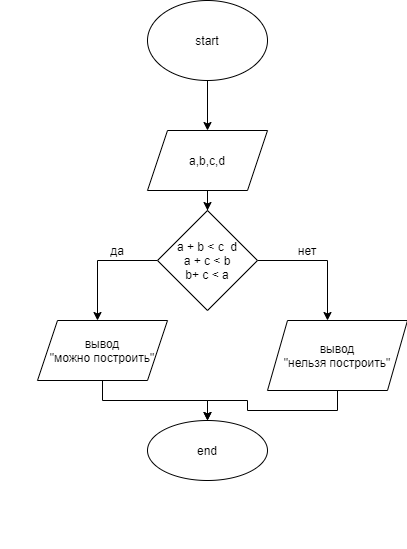 start
a,b,c,d
a + b < c  d
a + c < b
b+ c < a
да
нет
вывод
"можно построить"
вывод
"нельзя построить"
end